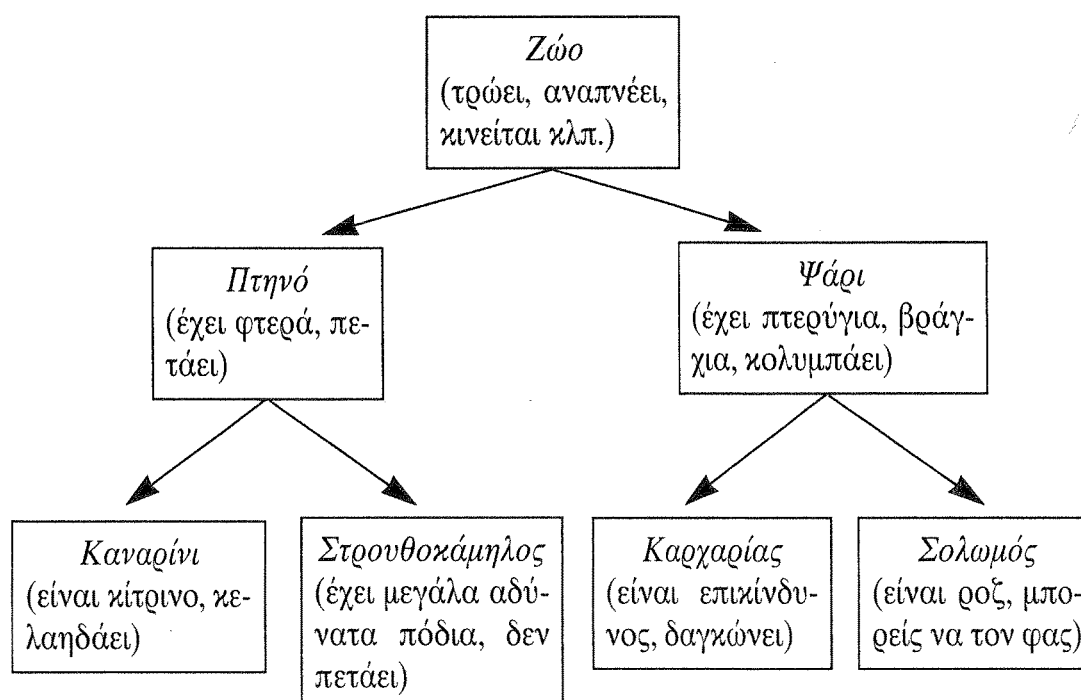 Ζώο
(τρώει, αναπνέει,
κινείται κλπ.)
Πτηνό
(έχει φτερά, πε-
τάει)
Ψάρι
(έχει πτερύγια, βράγ-
χια, κολυμπάει)
Καναρίνι
(είναι κίτρινο, κε-
λαηδάει)
Στρουθοκάμηλος
(έχει μεγάλα αδύ-
νατα πόδια, δεν
πετάει)
Καρχαρίας
(είναι επικίνδυ-
νος, δαγκώνει)
Σολωμός
(είναι ροζ, μπο-
ρείς να τον φας)